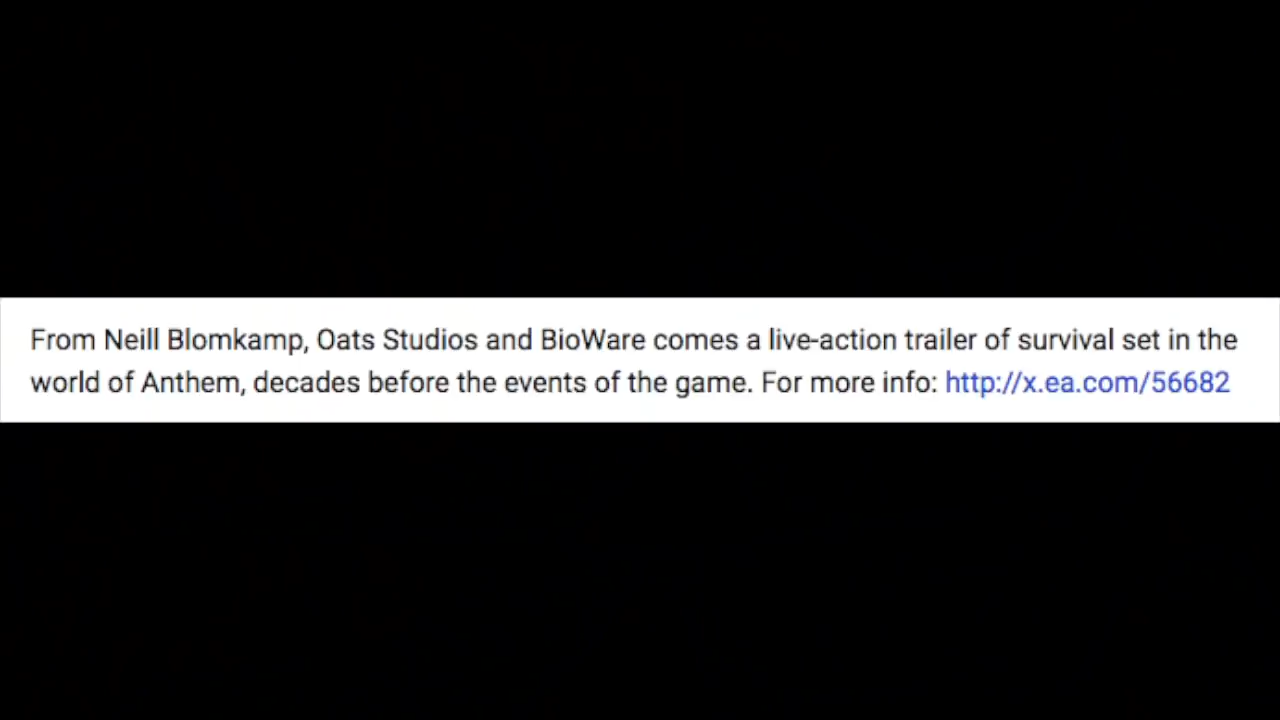 From Neill Blomkamp, Oats Studios and BioWare comes a live-action trailer of survival set in the
world of Anthem, decades before the events of the game. For more info: http://x.ea.com/56682